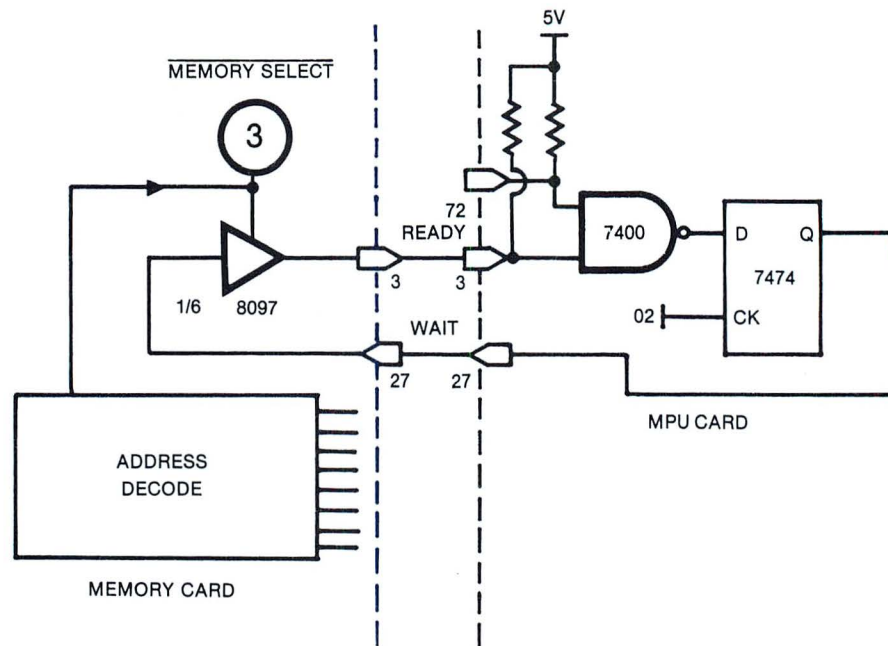 5V
MEMORY SELECT
3
72
READY
7400
D
Q
7474
3
3
1/6
8097
02
CK
WAIT
27
27
MPU CARD
ADDRESS
DECODE
MEMORY CARD